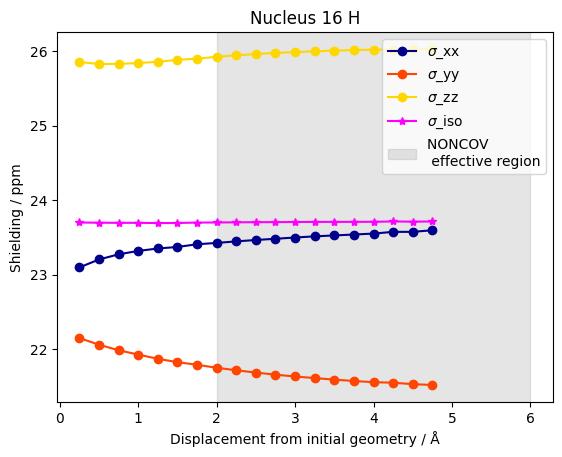 Nucleus 16 H
26
25
24
23
22
Shielding / ppm
σ_xx
σ_yy
σ_zz
σ_iso
NONCOV
effective region
0 1 2 3 4 5 6
Displacement from initial geometry / Å